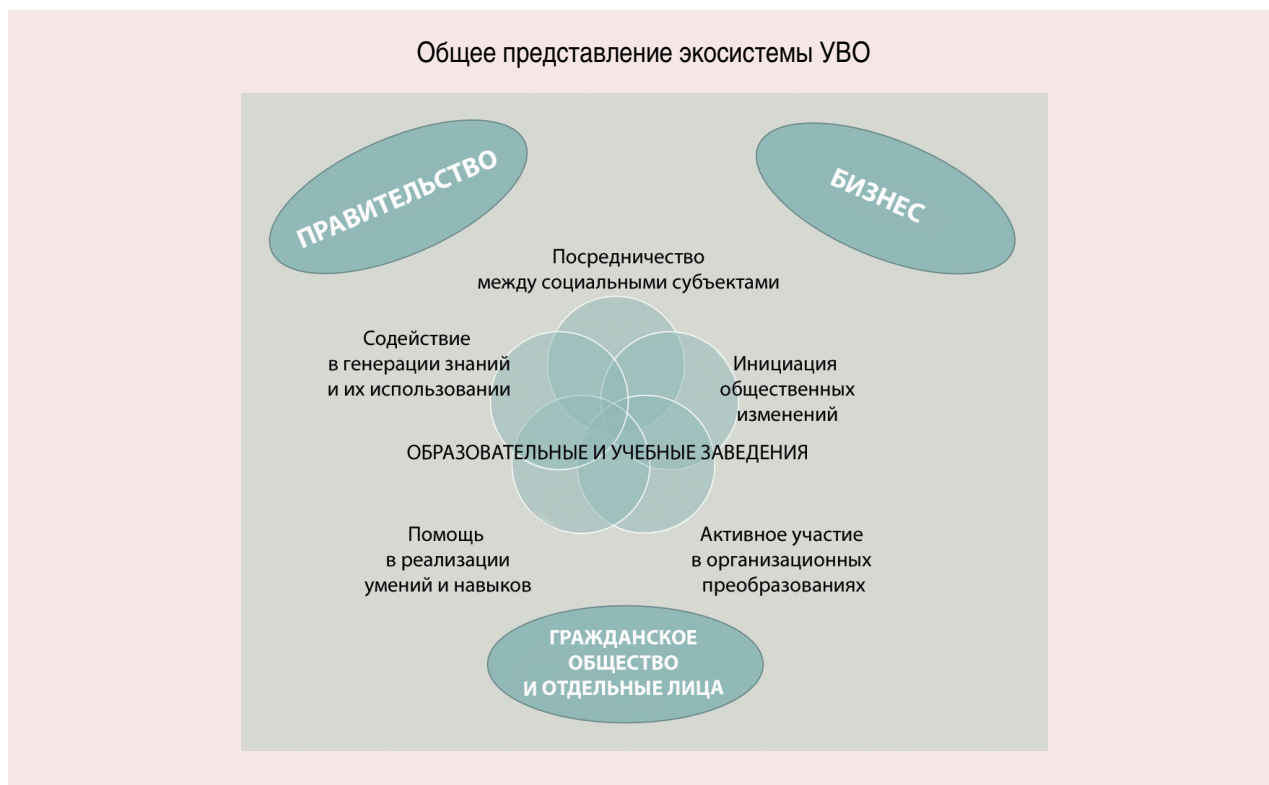 Общее представление экосистемы УВО
ПРАВИТЕЛЬСТВО
БИЗНЕС
Посредничество
между социальными субъектами
Содействие
в генерации знаний
и их использовании
Инициация
общественных
изменений
ОБРАЗОВАТЕЛЬНЫЕ И УЧЕБНЫЕ ЗАВЕДЕНИЯ
Помощь
в реализации
умений и навыков
Активное участие
в организационных
преобразованиях
ГРАЖДАНСКОЕ
ОБЩЕСТВО
И ОТДЕЛЬНЫЕ ЛИЦА